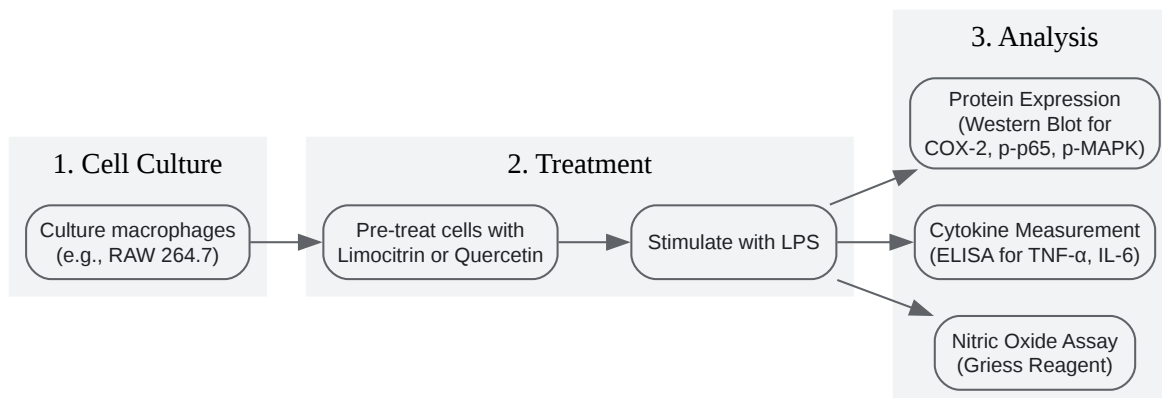 1. Cell Culture
Culture macrophages
(e.g., RAW 264.7)
2. Treatment
Pre-treat cells with
Limocitrin or Quercetin
Stimulate with LPS
3. Analysis
Protein Expression
(Western Blot for
COX-2, p-p65, p-MAPK)
Cytokine Measurement
(ELISA for TNF-α, IL-6)
Nitric Oxide Assay
(Griess Reagent)